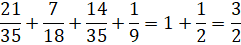 21/35 + 7/18 + 14/35 + 1/9 = 1 + 1/2 = 3/2